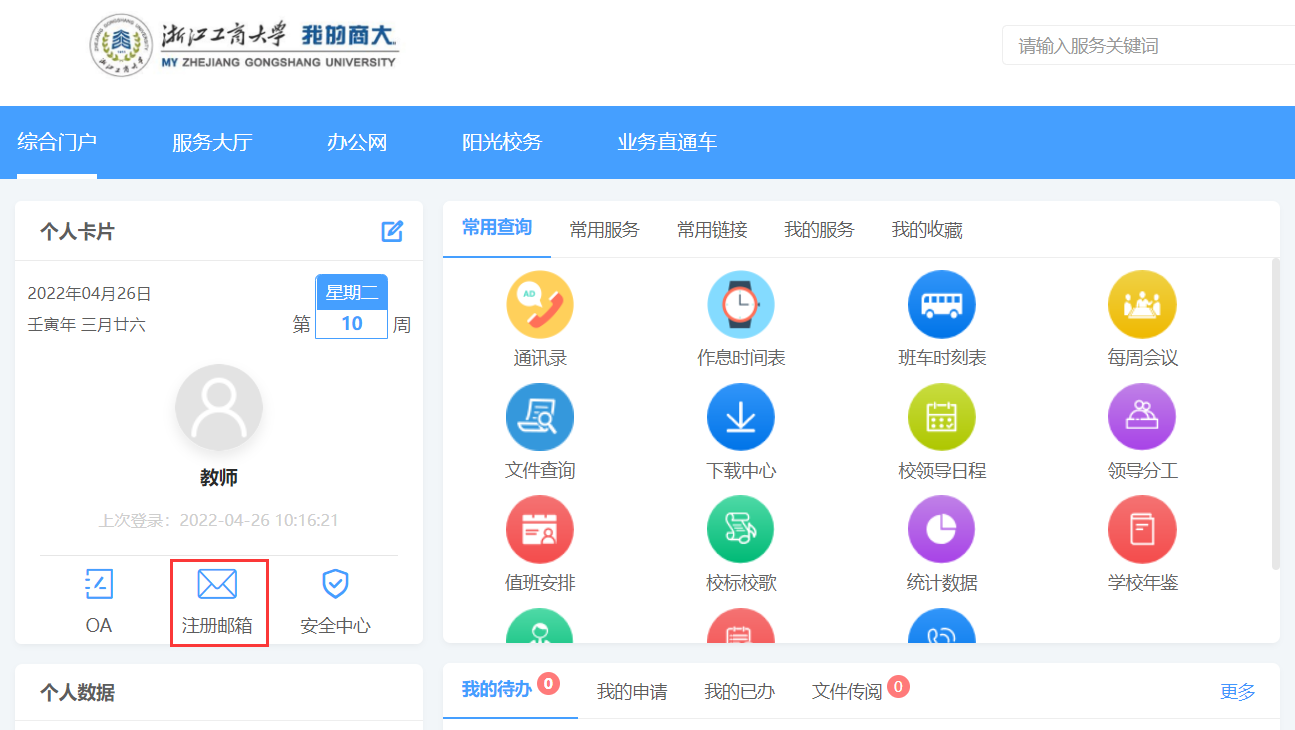 浙江工商大学 我的商大
MY ZHEJIANG GONGSHANG UNIVERSITY
请输入服务关键词
综合门户 服务大厅 办公网 阳光校务 业务直通车
个人卡片
2022年04月26日
壬寅年 三月廿六
星期二
第 10 周
教师
上次登录：2022-04-26 10:16:21
OA 注册邮箱 安全中心
个人数据
常用查询 常用服务 常用链接 我的服务 我的收藏
AD
通讯录 作息时间表 班车时刻表 每周会议
文件查询 下载中心 校领导日程 领导分工
值班安排 校标校歌 统计数据 学校年鉴
我的待办 0 我的申请 我的已办 文件传阅 0 更多